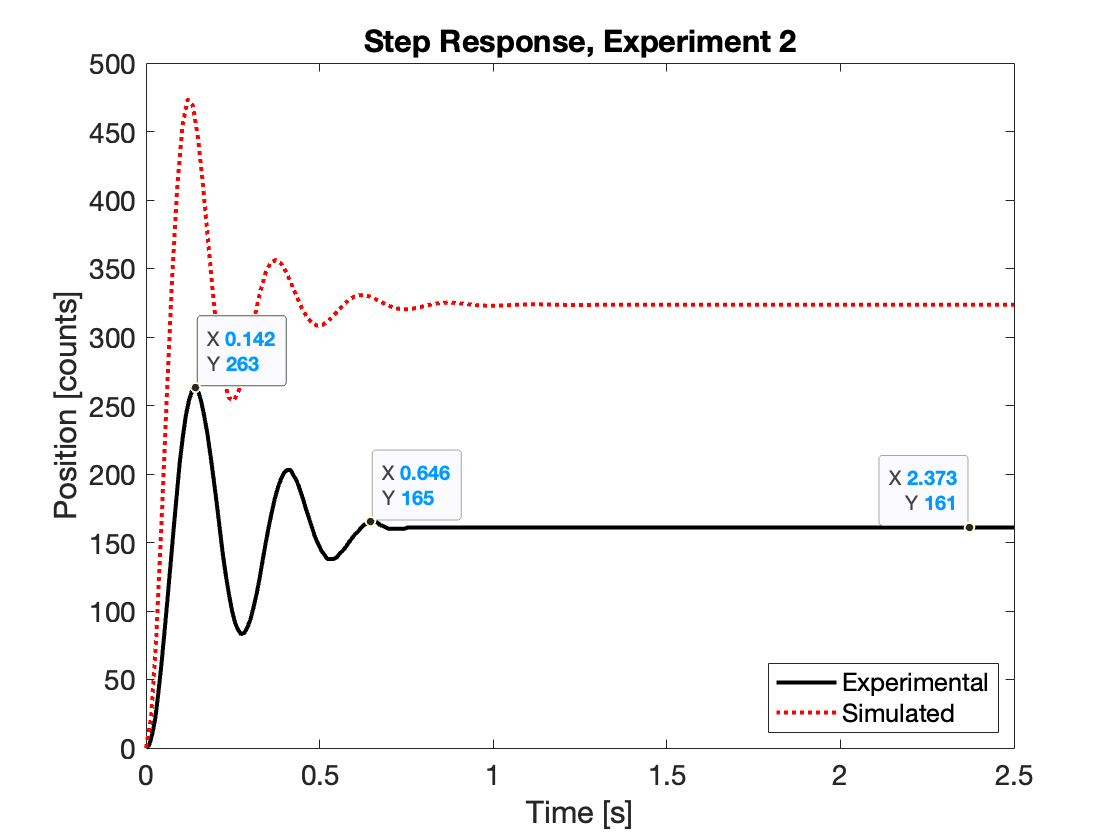 Step Response, Experiment 2
500
450
400
350
300
250
200
150
100
50
0
Position [counts]
X 0.142
Y 263
X 0.646
Y 165
X 2.373
Y 161
Experimental
Simulated
0 0.5 1 1.5 2 2.5
Time [s]